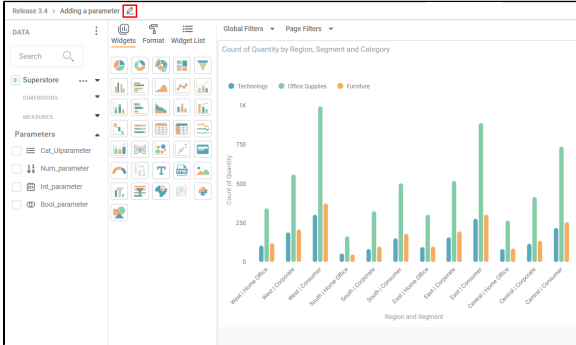 Release 3.4 > Adding a parameter
DATA
Search
Superstore
DIMENSIONS
MEASURES
Parameters
Cat_UIparameter
Num_parameter
Int_parameter
Bool_parameter
Widgets Format Widget List
Global Filters Page Filters
Count of Quantity by Region, Segment and Category
Technology Office Supplies Furniture
Count of Quantity
1K
750
500
250
0
West | Home Office
West | Corporate
West | Consumer
South | Home Office
South | Corporate
South | Consumer
East | Home Office
East | Corporate
East | Consumer
Central | Home Office
Central | Corporate
Central | Consumer
Region and Segment